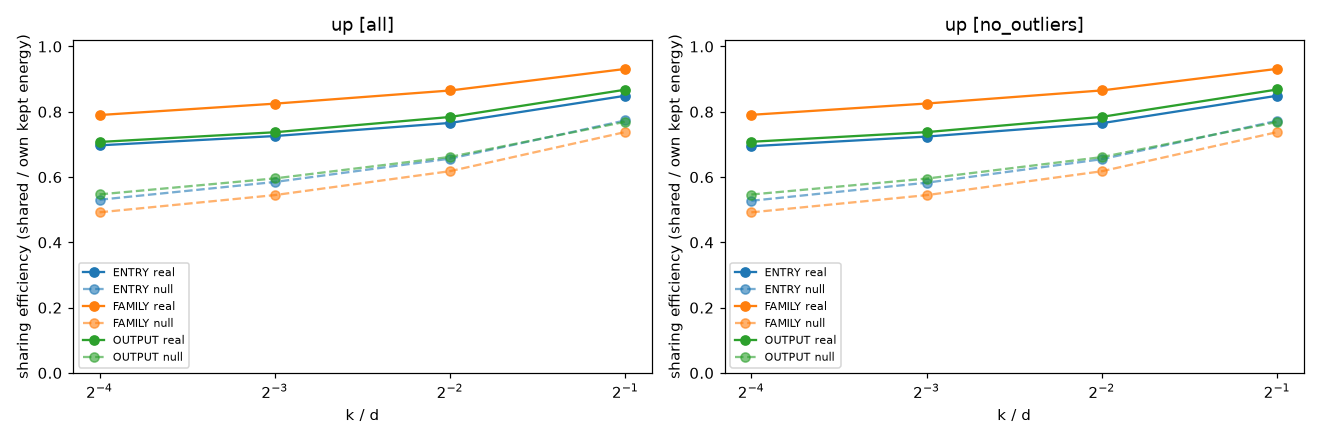 up [all]
sharing efficiency (shared / own kept energy)
1.0
0.8
0.6
0.4
0.2
0.0
ENTRY real
ENTRY null
FAMILY real
FAMILY null
OUTPUT real
OUTPUT null
2⁻⁴ 2⁻³ 2⁻² 2⁻¹
k / d
up [no_outliers]
sharing efficiency (shared / own kept energy)
1.0
0.8
0.6
0.4
0.2
0.0
ENTRY real
ENTRY null
FAMILY real
FAMILY null
OUTPUT real
OUTPUT null
2⁻⁴ 2⁻³ 2⁻² 2⁻¹
k / d